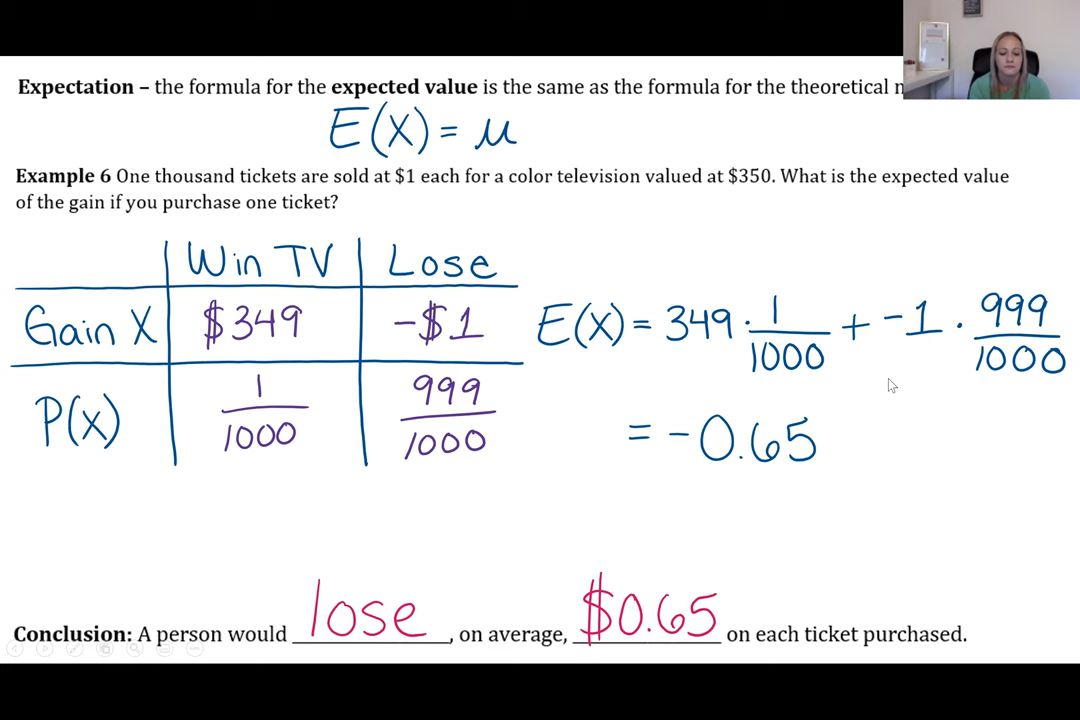 Expectation – the formula for the expected value is the same as the formula for the theoretical
E(X) = μ
Example 6 One thousand tickets are sold at $1 each for a color television valued at $350. What is the expected value
of the gain if you purchase one ticket?
Win TV Lose
Gain X $349 -$1
P(X) 1/1000 999/1000
E(X) = 349 · 1/1000 + -1 · 999/1000
= -0.65
Conclusion: A person would lose, on average, $0.65 on each ticket purchased.